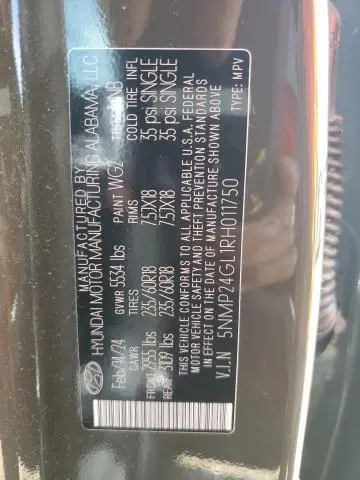 MANUFACTURED BY
HYUNDAI MOTOR MANUFACTURING ALABAMA, LLC
Feb/24/24 GVWR 5534 lbs PAINT WG2 NNB
GAWR TIRES RIMS COLD TIRE INFL
FRONT 2955 lbs 235/60R18 7.5JX18 35 psi SINGLE
REAR 3109 lbs 235/60R18 7.5JX18 35 psi SINGLE
THIS VEHICLE CONFORMS TO ALL APPLICABLE U.S.A. FEDERAL
MOTOR VEHICLE SAFETY, BUMPER, AND THEFT PREVENTION
STANDARDS IN EFFECT ON THE DATE OF MANUFACTURE SHOWN ABOVE
V.I.N 5NMP24GL1RH011750 TYPE: MPV